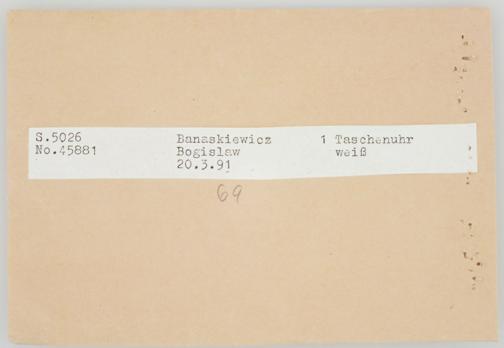 S.5026 Banaskiewicz 1 Taschenuhr
No.45881 Bogislaw weiß
20.3.91
69